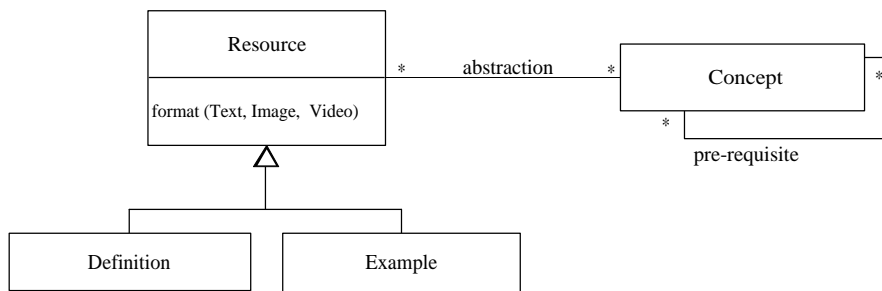 Resource
format (Text, Image, Video)
*
abstraction
*
Concept
*
*
pre-requisite
Definition
Example